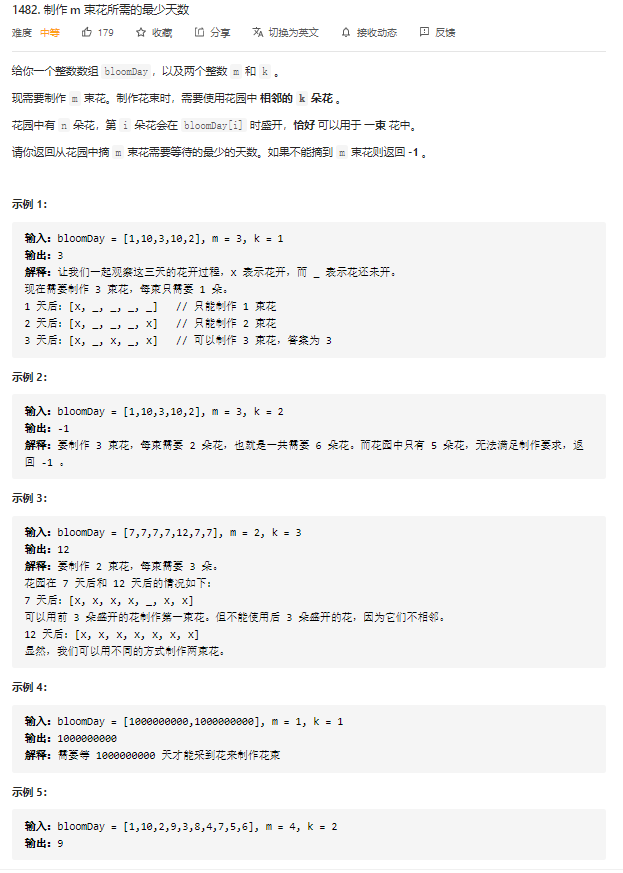 1482. 制作 m 束花所需的最少天数
难度 中等 179 收藏 分享 切换为英文 接收动态 反馈
给你一个整数数组 bloomDay，以及两个整数 m 和 k 。
现需要制作 m 束花。制作花束时，需要使用花园中 相邻的 k 朵花 。
花园中有 n 朵花，第 i 朵花会在 bloomDay[i] 时盛开，恰好 可以用于 一束 花中。
请你返回从花园中摘 m 束花需要等待的最少的天数。如果不能摘到 m 束花则返回 -1 。
示例 1：
输入：bloomDay = [1,10,3,10,2], m = 3, k = 1
输出：3
解释：让我们一起观察这三天的花开过程，x 表示花开，而 _ 表示花还未开。
现在需要制作 3 束花，每束只需要 1 朵。
1 天后：[x, _, _, _, _] // 只能制作 1 束花
2 天后：[x, _, _, _, x] // 只能制作 2 束花
3 天后：[x, _, x, _, x] // 可以制作 3 束花，答案为 3
示例 2：
输入：bloomDay = [1,10,3,10,2], m = 3, k = 2
输出：-1
解释：要制作 3 束花，每束需要 2 朵花，也就是一共需要 6 朵花。而花园中只有 5 朵花，无法满足制作要求，返
回 -1 。
示例 3：
输入：bloomDay = [7,7,7,7,12,7,7], m = 2, k = 3
输出：12
解释：要制作 2 束花，每束需要 3 朵。
花园在 7 天后和 12 天后的情况如下：
7 天后：[x, x, x, x, _, x, x]
可以用前 3 朵盛开的花制作第一束花。但不能使用后 3 朵盛开的花，因为它们不相邻。
12 天后：[x, x, x, x, x, x, x]
显然，我们可以用不同的方式制作两束花。
示例 4：
输入：bloomDay = [1000000000,1000000000], m = 1, k = 1
输出：1000000000
解释：需要等 1000000000 天才能采到花来制作花束
示例 5：
输入：bloomDay = [1,10,2,9,3,8,4,7,5,6], m = 4, k = 2
输出：9